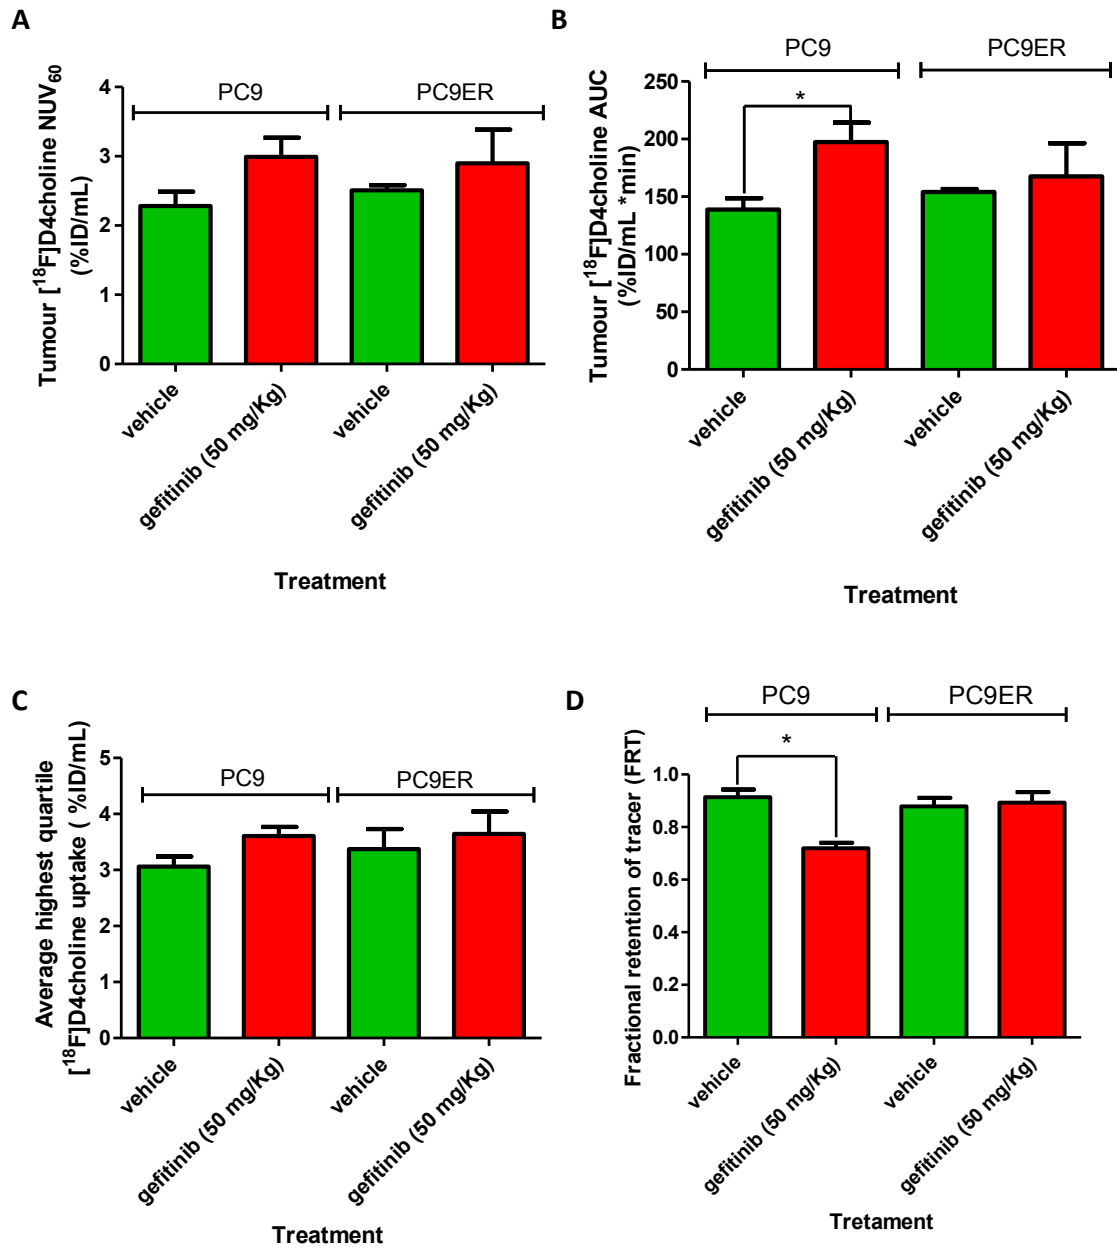 A
Tumour [¹⁸F]D4choline NUV₆₀
(%ID/mL)
PC9
PC9ER
4
3
2
1
0
vehicle
gefitinib (50 mg/Kg)
vehicle
gefitinib (50 mg/Kg)
Treatment
B
Tumour [¹⁸F]D4choline AUC
(%ID/mL *min)
PC9
PC9ER
*
250
200
150
100
50
0
vehicle
gefitinib (50 mg/Kg)
vehicle
gefitinib (50 mg/Kg)
Treatment
C
Average highest quartile
[¹⁸F]D4choline uptake ( %ID/mL)
PC9
PC9ER
5
4
3
2
1
0
vehicle
gefitinib (50 mg/Kg)
vehicle
gefitinib (50 mg/Kg)
Treatment
D
Fractional retention of tracer (FRT)
PC9
PC9ER
*
1.0
0.8
0.6
0.4
0.2
0.0
vehicle
gefitinib (50 mg/Kg)
vehicle
gefitinib (50 mg/Kg)
Tretament